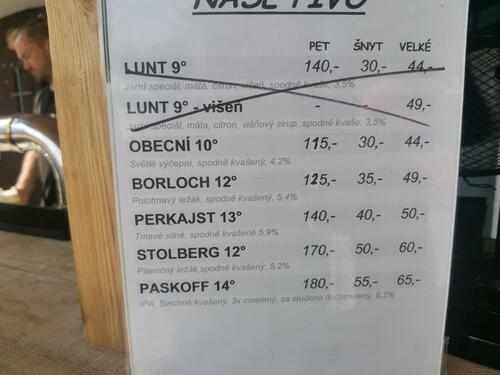 NAŠE PIVO
PET ŠNYT VELKÉ
LUNT 9° 140,- 30,- 44,-
Jarní speciál, máta, citron, višeň, spodně kvaše, 3,5%
LUNT 9° - višeň - - 49,-
Jarní speciál, máta, citron, višňový sirup, spodně kvaše, 3,5%
OBECNÍ 10° 115,- 30,- 44,-
Světlé výčepní, spodně kvašený, 4,2%
BORLOCH 12° 125,- 35,- 49,-
Polotmavý ležák, spodně kvašený, 5,4%
PERKAJST 13° 140,- 40,- 50,-
Tmavé silné, spodně kvašené 5,9%
STOLBERG 12° 170,- 50,- 60,-
Pšeničný ležák,spodně kvašený, 5,2%
PASKOFF 14° 180,- 55,- 65,-
IPA, Svrchně kvašený, 3x chmelený, za studena dochmelený, 6,2%